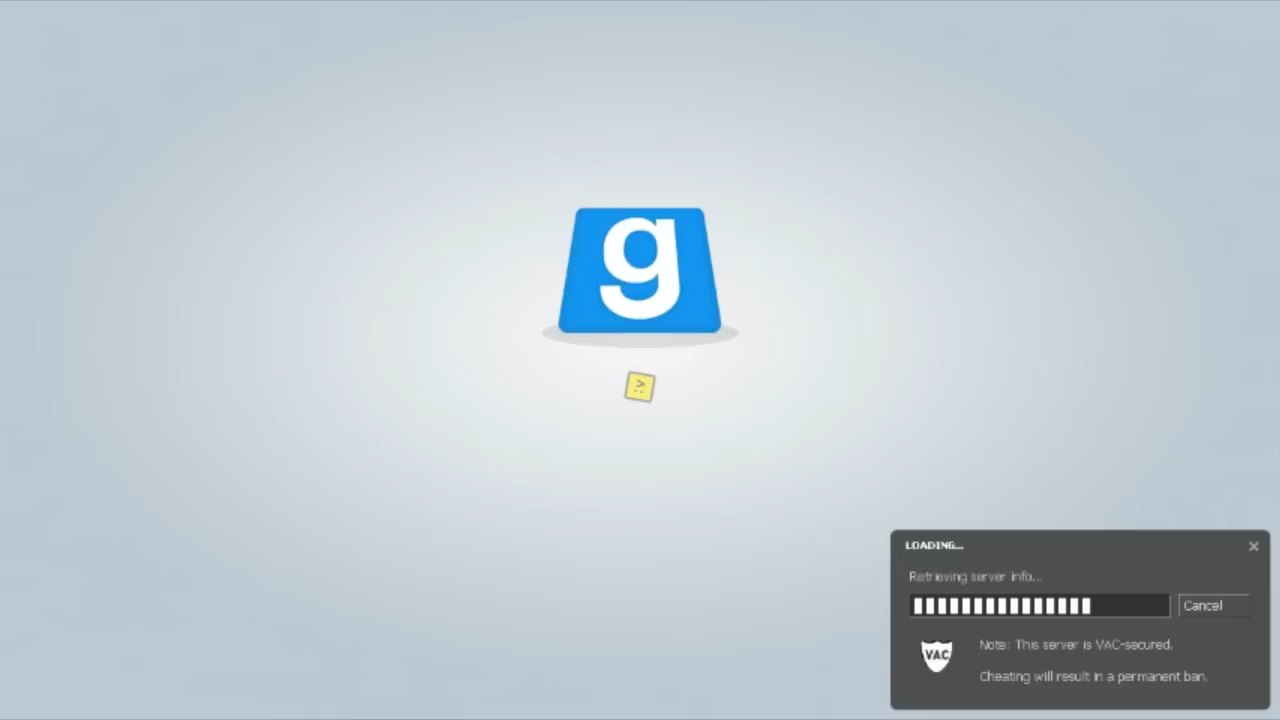 g
:>
LOADING...
Retrieving server info...
Cancel
VAC
Note: This server is VAC-secured.
Cheating will result in a permanent ban.